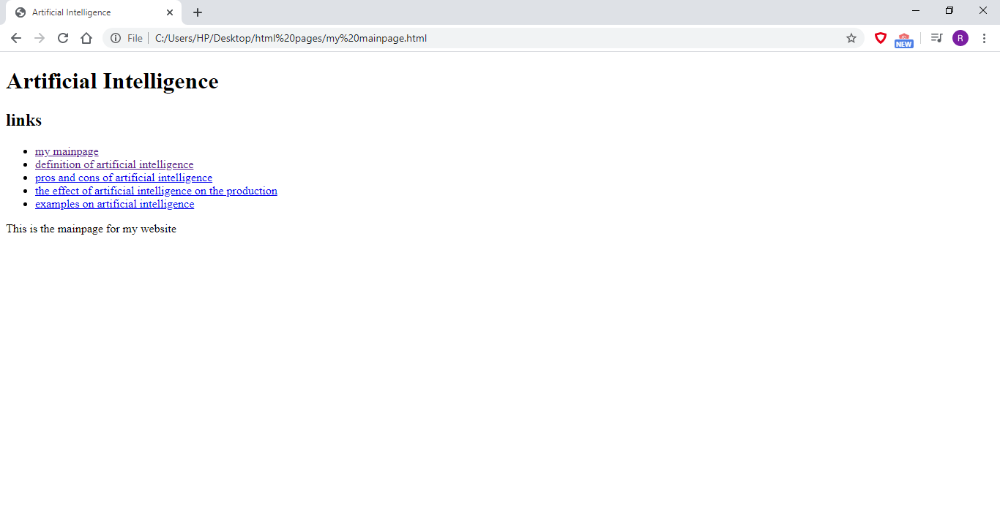 Artificial Intelligence
File C:/Users/HP/Desktop/html%20pages/my%20mainpage.html
NEW
R
Artificial Intelligence
links
my mainpage
definition of artificial intelligence
pros and cons of artificial intelligence
the effect of artificial intelligence on the production
examples on artificial intelligence
This is the mainpage for my website